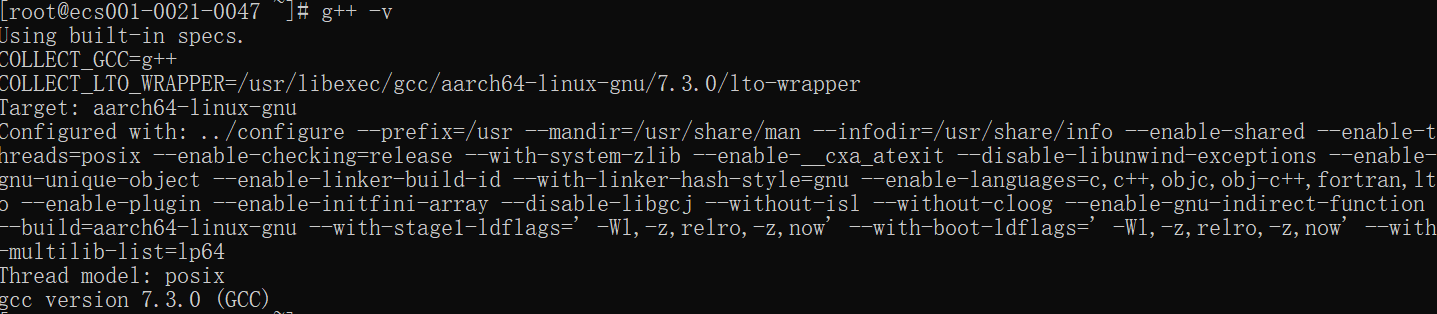 [root@ecs001-0021-0047 ~]# g++ -v
Using built-in specs.
COLLECT_GCC=g++
COLLECT_LTO_WRAPPER=/usr/libexec/gcc/aarch64-linux-gnu/7.3.0/lto-wrapper
Target: aarch64-linux-gnu
Configured with: ../configure --prefix=/usr --mandir=/usr/share/man --infodir=/usr/share/info --enable-shared --enable-t
hreads=posix --enable-checking=release --with-system-zlib --enable-__cxa_atexit --disable-libunwind-exceptions --enable-
gnu-unique-object --enable-linker-build-id --with-linker-hash-style=gnu --enable-languages=c,c++,objc,obj-c++,fortran,lt
o --enable-plugin --enable-initfini-array --disable-libgcj --without-isl --without-cloog --enable-gnu-indirect-function
--build=aarch64-linux-gnu --with-stage1-ldflags=' -Wl,-z,relro,-z,now' --with-boot-ldflags=' -Wl,-z,relro,-z,now' --with
-multilib-list=lp64
Thread model: posix
gcc version 7.3.0 (GCC)